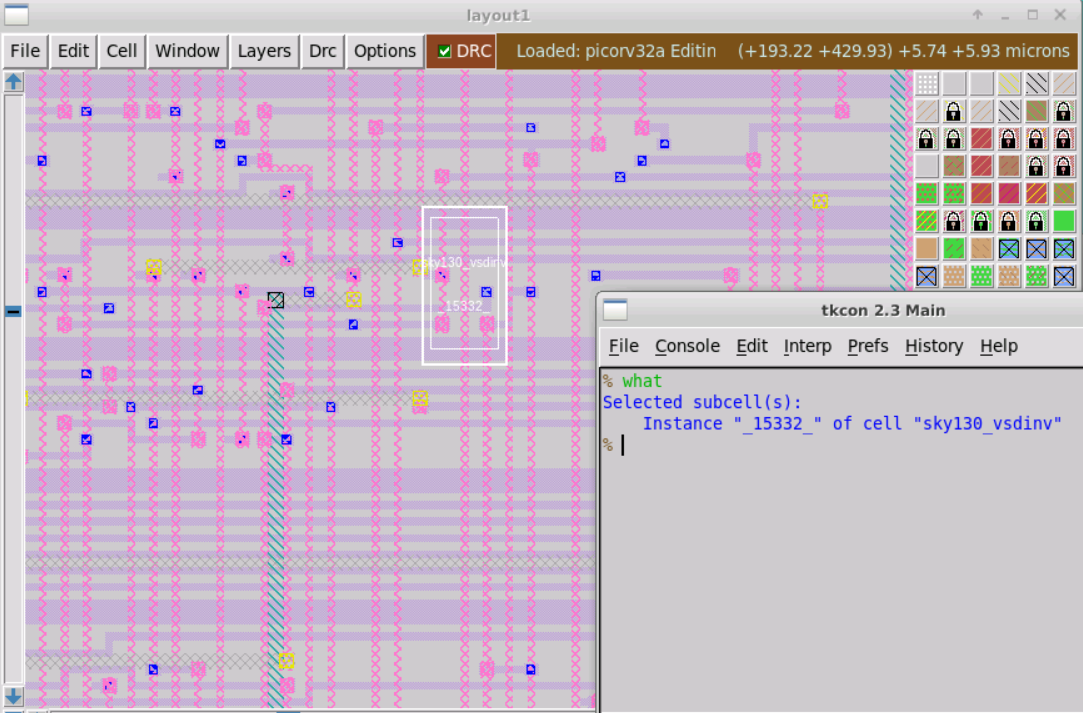 layout1
File Edit Cell Window Layers Drc Options DRC Loaded: picorv32a Editin (+193.22 +429.93) +5.74 +5.93 microns
sky130_vsdinv
_15332_
tkcon 2.3 Main
File Console Edit Interp Prefs History Help
% what
Selected subcell(s):
Instance "_15332_" of cell "sky130_vsdinv"
%